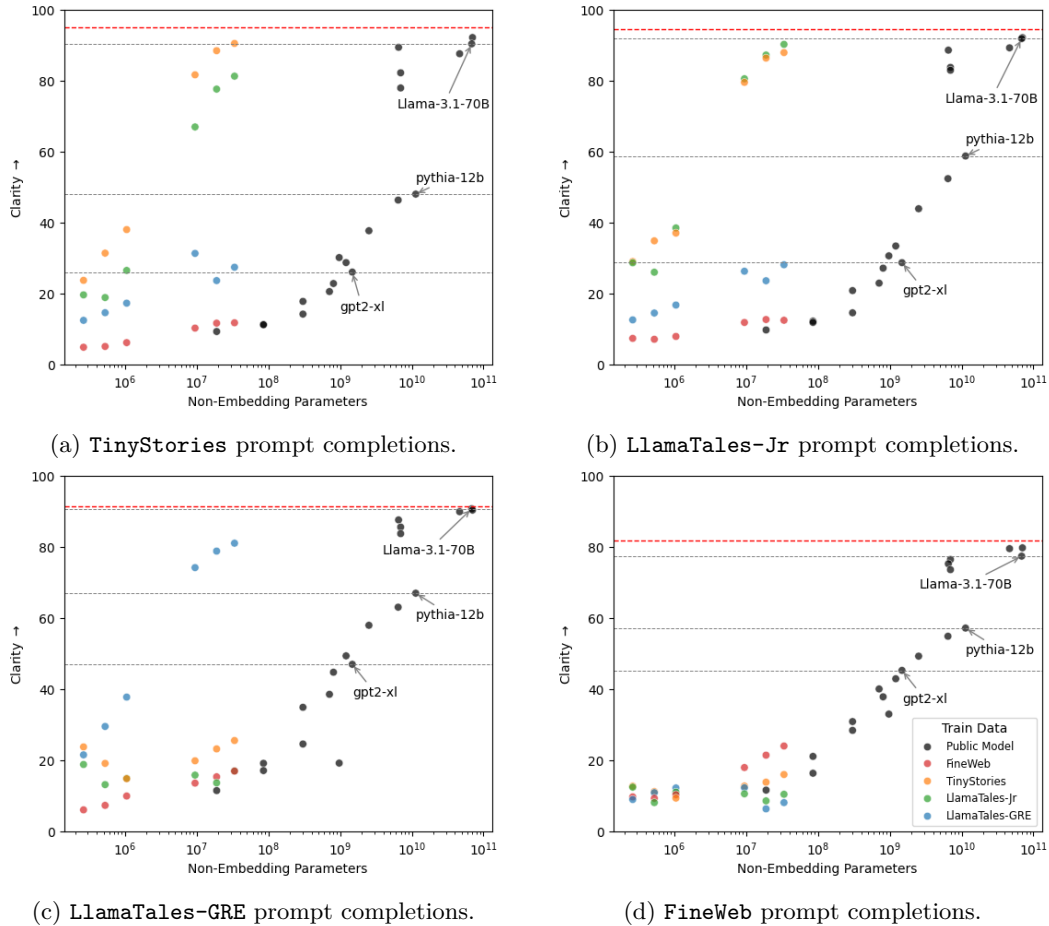 100
80
60
40
20
0
Clarity →
Llama-3.1-70B
pythia-12b
gpt2-xl
10^6 10^7 10^8 10^9 10^10 10^11
Non-Embedding Parameters
(a) TinyStories prompt completions.
100
80
60
40
20
0
Clarity →
Llama-3.1-70B
pythia-12b
gpt2-xl
10^6 10^7 10^8 10^9 10^10 10^11
Non-Embedding Parameters
(b) LlamaTales-Jr prompt completions.
100
80
60
40
20
0
Clarity →
Llama-3.1-70B
pythia-12b
gpt2-xl
10^6 10^7 10^8 10^9 10^10 10^11
Non-Embedding Parameters
(c) LlamaTales-GRE prompt completions.
100
80
60
40
20
0
Clarity →
Llama-3.1-70B
pythia-12b
gpt2-xl
Train Data
Public Model
FineWeb
TinyStories
LlamaTales-Jr
LlamaTales-GRE
10^6 10^7 10^8 10^9 10^10 10^11
Non-Embedding Parameters
(d) FineWeb prompt completions.